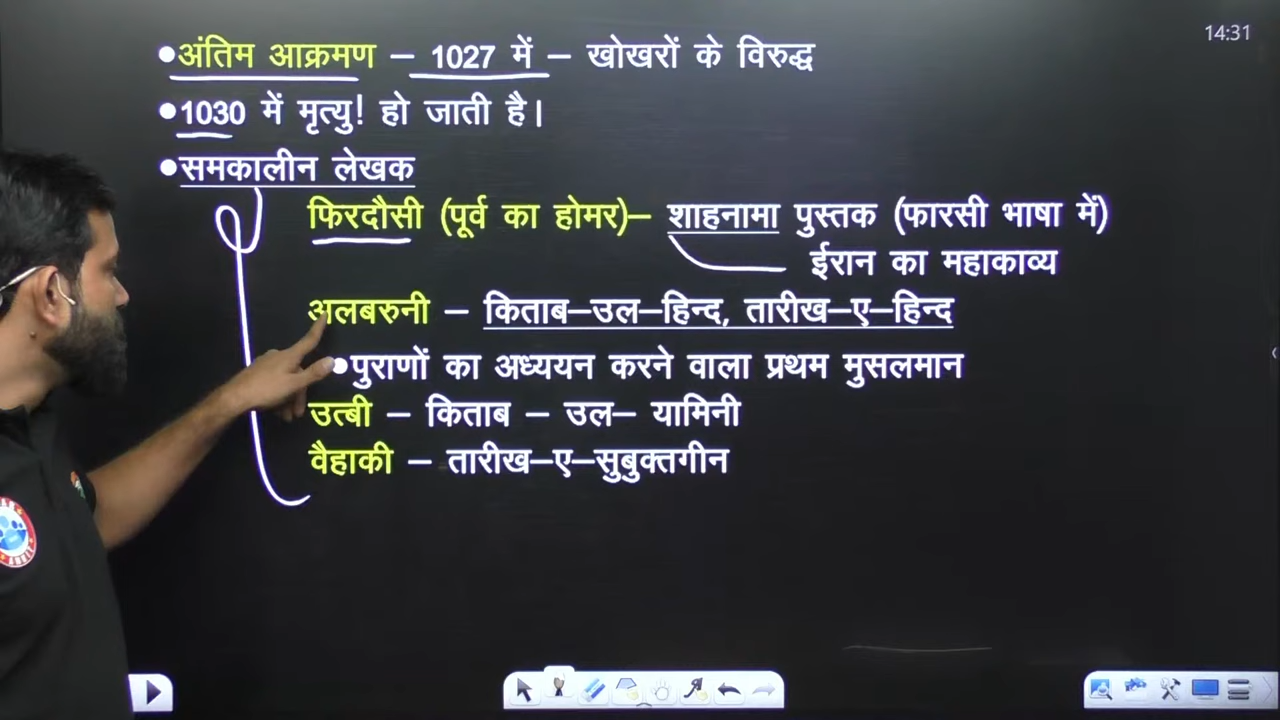 14:31
•अंतिम आक्रमण – 1027 में – खोखरों के विरुद्ध
•1030 में मृत्यु! हो जाती है।
•समकालीन लेखक
फिरदौसी (पूर्व का होमर)– शाहनामा पुस्तक (फारसी भाषा में)
ईरान का महाकाव्य
अलबरुनी – किताब–उल–हिन्द, तारीख–ए–हिन्द
•पुराणों का अध्ययन करने वाला प्रथम मुसलमान
उत्बी – किताब – उल– यामिनी
वैहाकी – तारीख–ए–सुबुक्तगीन